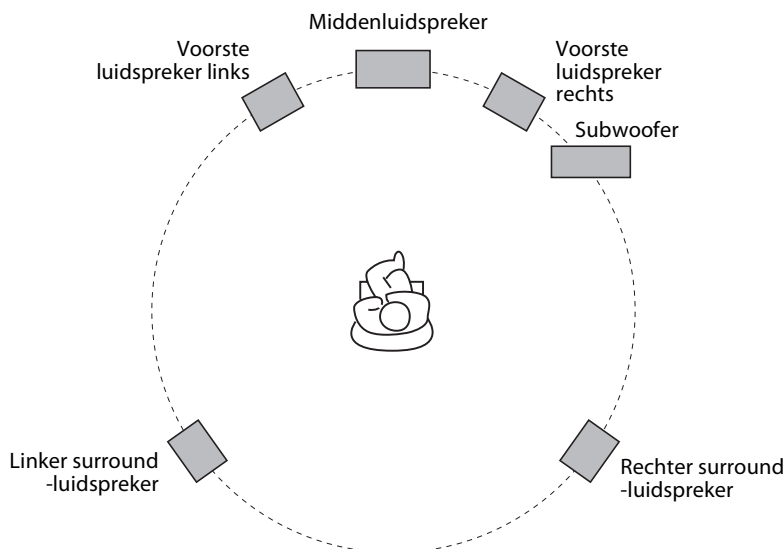 Middenluidspreker
Voorste
luidspreker links
Voorste
luidspreker
rechts
Subwoofer
Linker surround
-luidspreker
Rechter surround
-luidspreker